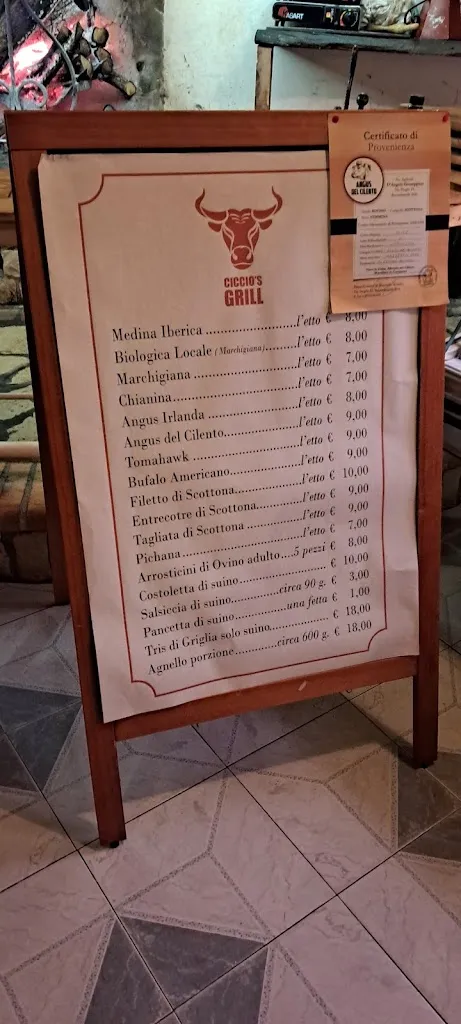 ABART
Certificato di
Provenienza
ANGUS
DEL CILENTO
CICCIO'S
GRILL
Medina Iberica ......................l'etto € 8,00
Biologica Locale (Marchigiana)........l'etto € 8,00
Marchigiana ........................l'etto € 7,00
Chianina............................l'etto € 7,00
Angus Irlanda ......................l'etto € 8,00
Angus del Cilento...................l'etto € 9,00
Tomahawk ...........................l'etto € 9,00
Bufalo Americano....................l'etto € 9,00
Filetto di Scottona.................l'etto € 10,00
Entrecotre di Scottona..............l'etto € 9,00
Tagliata di Scottona ...............l'etto € 9,00
Pichana ............................l'etto € 7,00
Arrosticini di Ovino adulto....5 pezzi € 8,00
Costoletta di suino ...................... € 10,00
Salsiccia di suino............circa 90 g. € 3,00
Pancetta di suino..............una fetta € 1,00
Tris di Griglia solo suino............... € 18,00
Agnello porzione...........circa 600 g. € 18,00